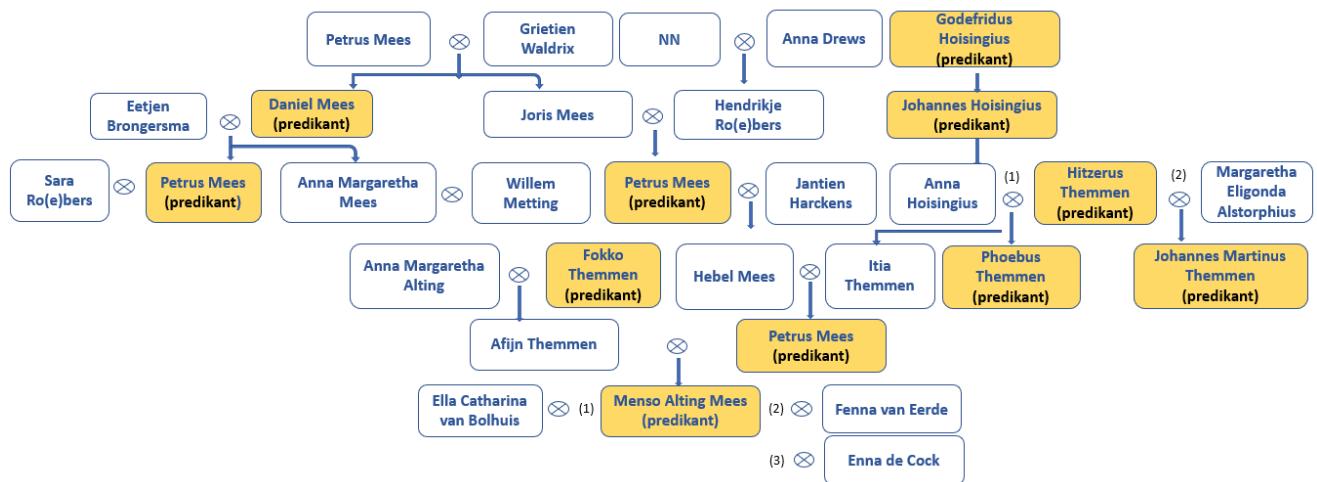 Petrus Mees
Grietien
Waldrix
NN
Anna Drews
Godefridus
Hoisingius
(predikant)
Eetjen
Brongersma
Daniel Mees
(predikant)
Joris Mees
Hendrikje
Ro(e)bers
Johannes Hoisingius
(predikant)
Sara
Ro(e)bers
Petrus Mees
(predikant)
Anna Margaretha
Mees
Willem
Metting
Petrus Mees
(predikant)
Jantien
Harckens
Anna
Hoisingius
(1)
Hitzerus
Themmen
(predikant)
(2)
Margaretha
Eligonda
Alstorphius
Anna Margaretha
Alting
Fokko
Themmen
(predikant)
Hebel Mees
Itia
Themmen
Phoebus
Themmen
(predikant)
Johannes Martinus
Themmen
(predikant)
Afijn Themmen
Petrus Mees
(predikant)
Ella Catharina
van Bolhuis
(1)
Menso Alting Mees
(predikant)
(2)
Fenna van Eerde
(3)
Enna de Cock